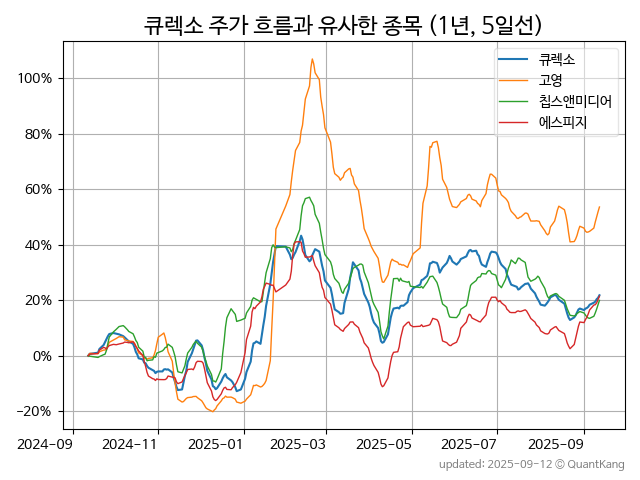 큐렉소 주가 흐름과 유사한 종목 (1년, 5일선)
큐렉소
고영
칩스앤미디어
에스피지
100%
80%
60%
40%
20%
0%
−20%
2024-09
2024-11
2025-01
2025-03
2025-05
2025-07
2025-09
updated: 2025-09-12 © QuantKang